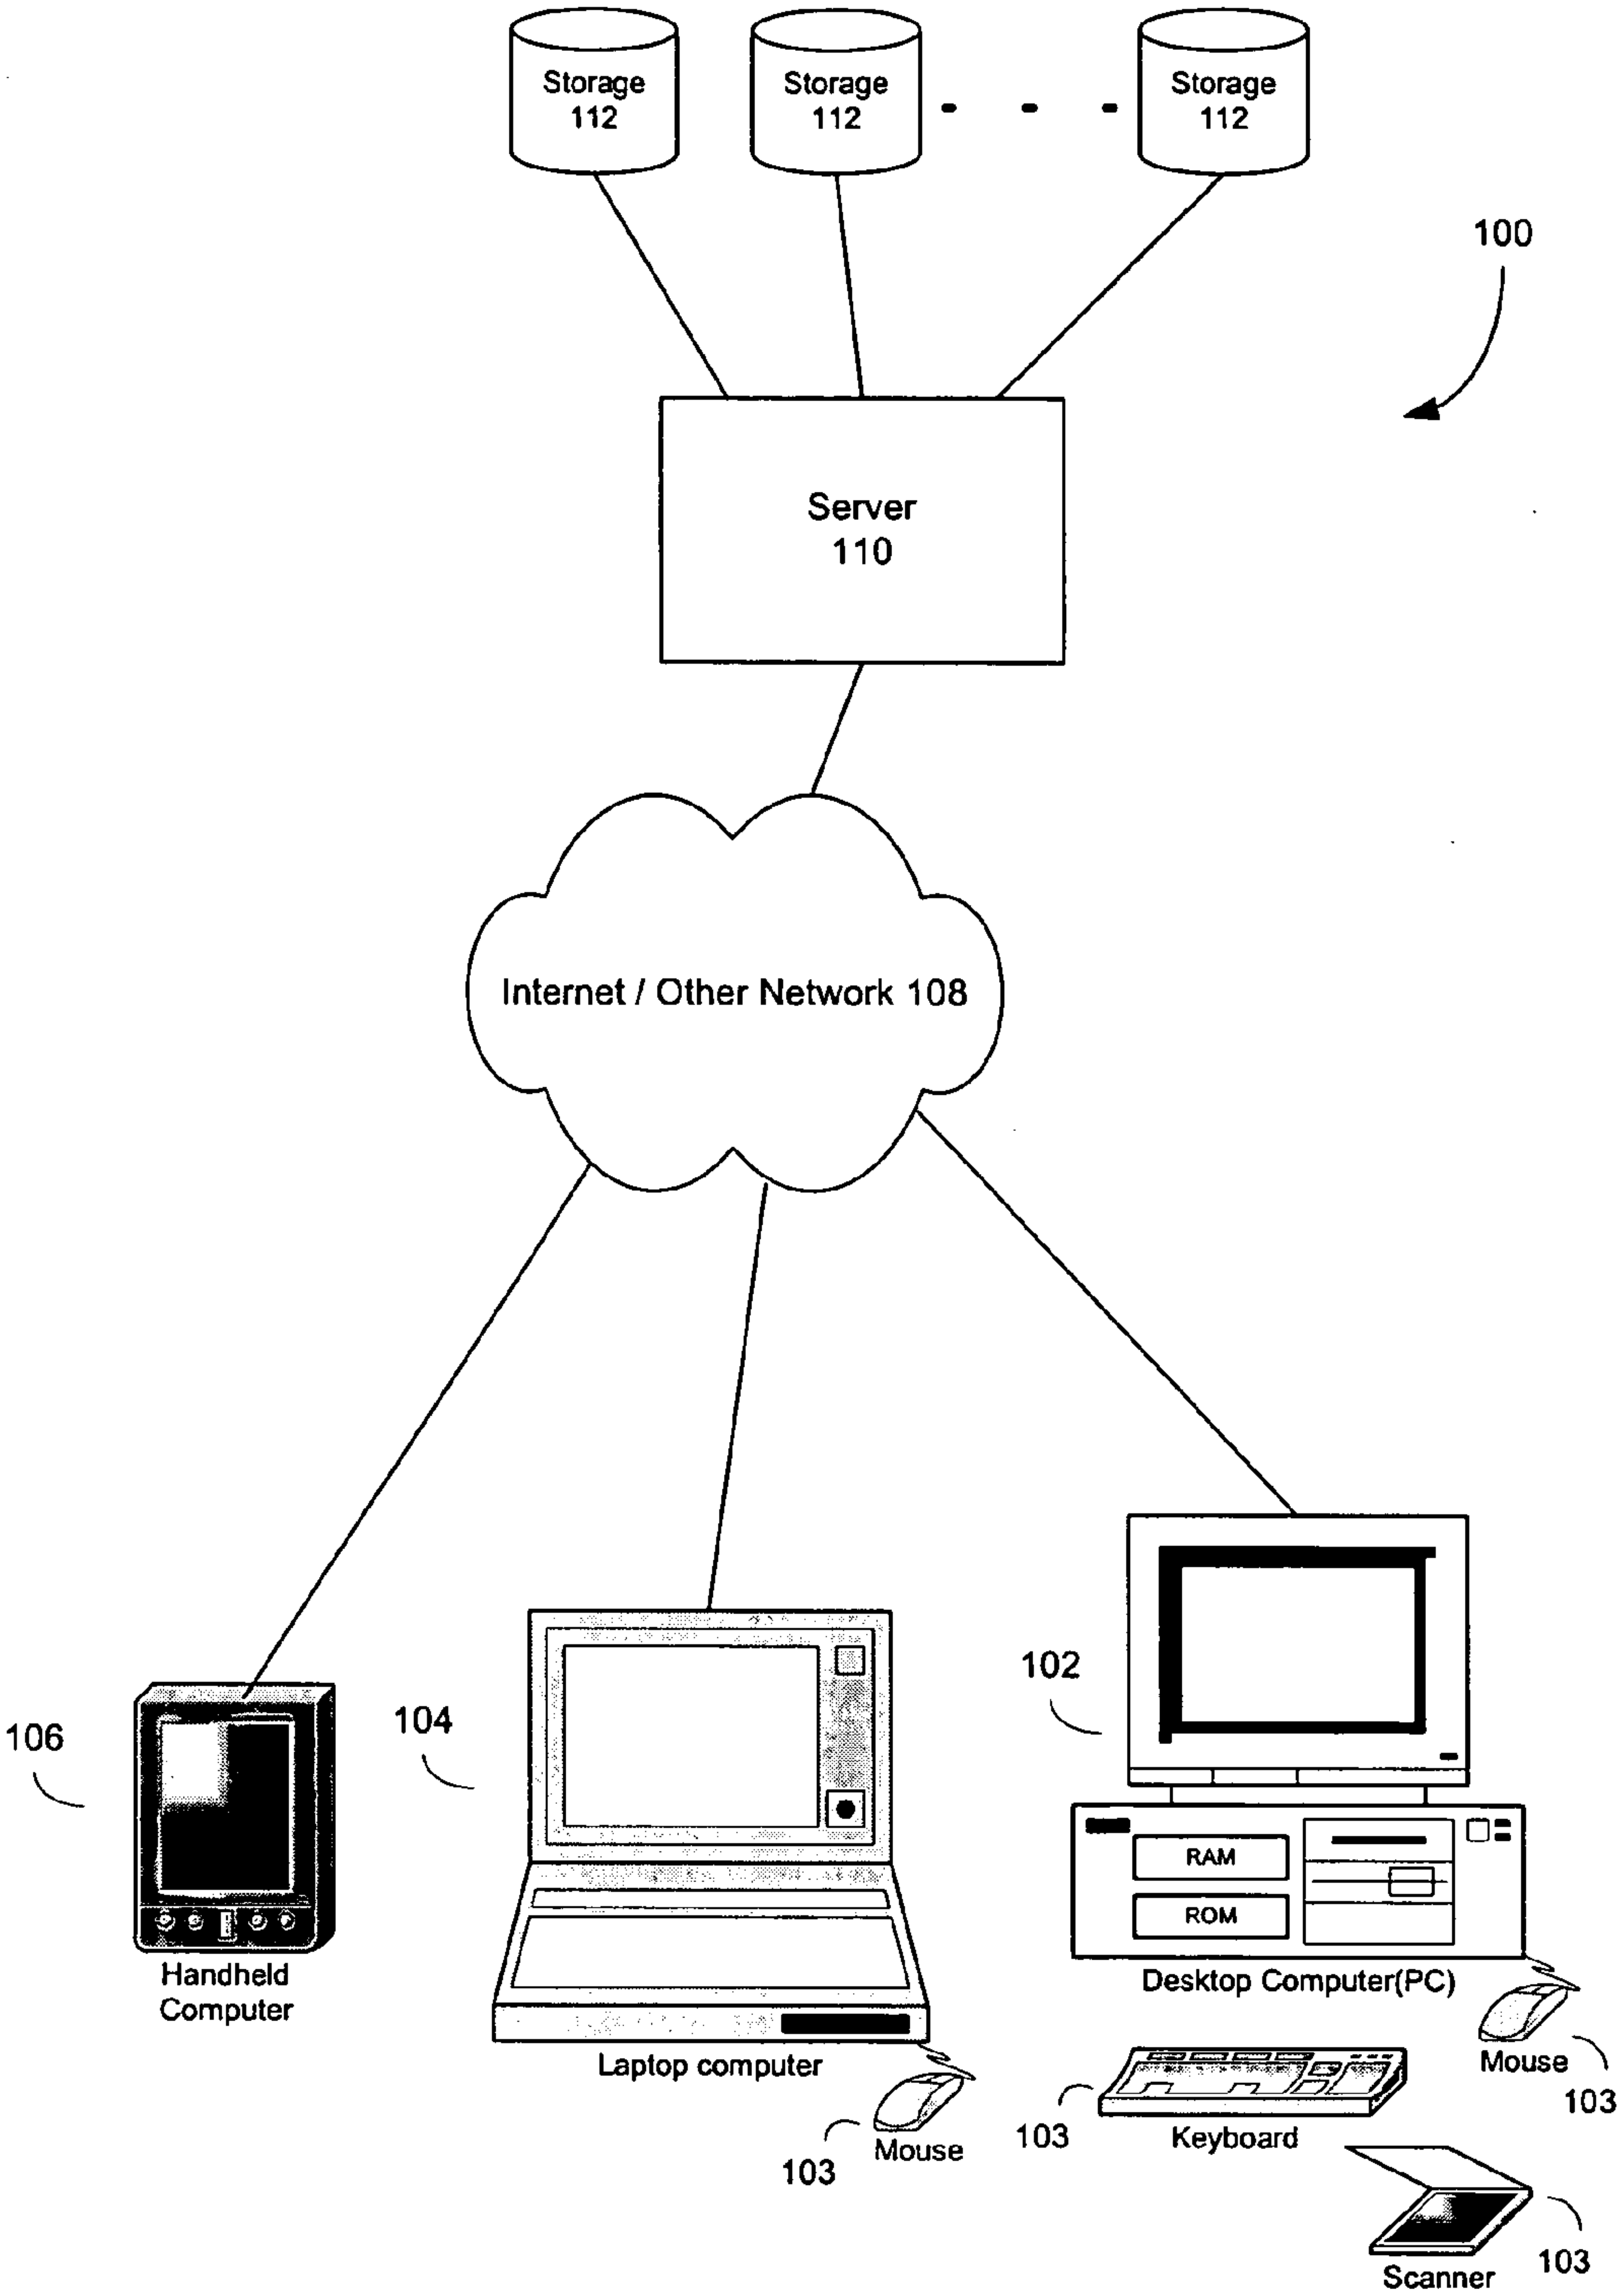 Storage
112
Storage
112
Storage
112
100
Server
110
Internet / Other Network 108
102
104
106
RAM
ROM
Handheld
Computer
Desktop Computer(PC)
Laptop computer
Mouse
103
103
Keyboard
Mouse
103
103
Scanner